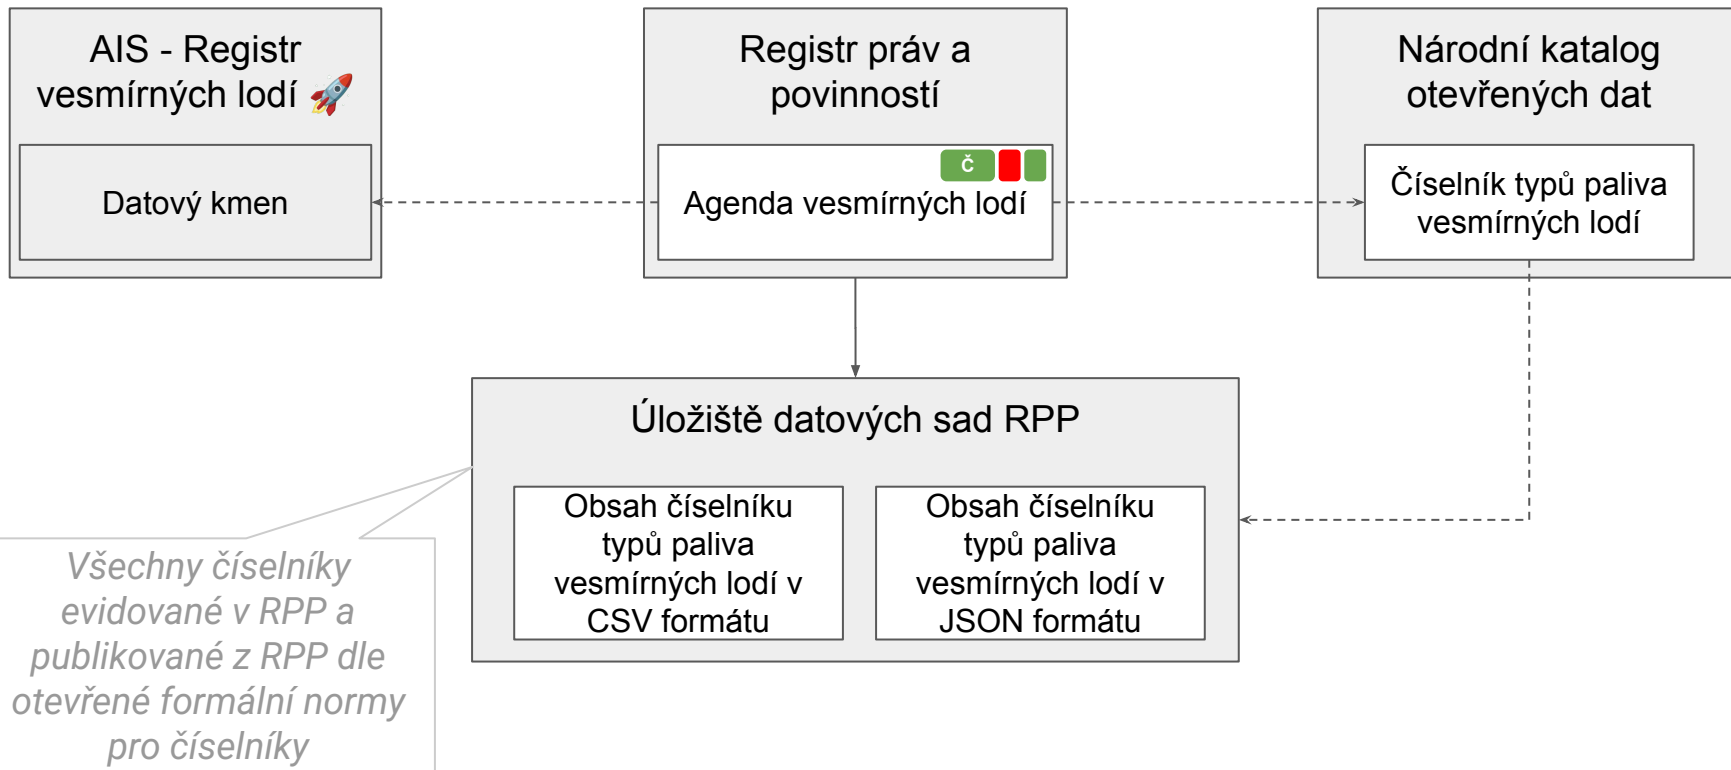 AIS - Registr
vesmírných lodí 🚀
Datový kmen
Registr práv a
povinností
Č
Agenda vesmírných lodí
Národní katalog
otevřených dat
Číselník typů paliva
vesmírných lodí
Úložiště datových sad RPP
Obsah číselníku
typů paliva
vesmírných lodí v
CSV formátu
Obsah číselníku
typů paliva
vesmírných lodí v
JSON formátu
Všechny číselníky
evidované v RPP a
publikované z RPP dle
otevřené formální normy
pro číselníky